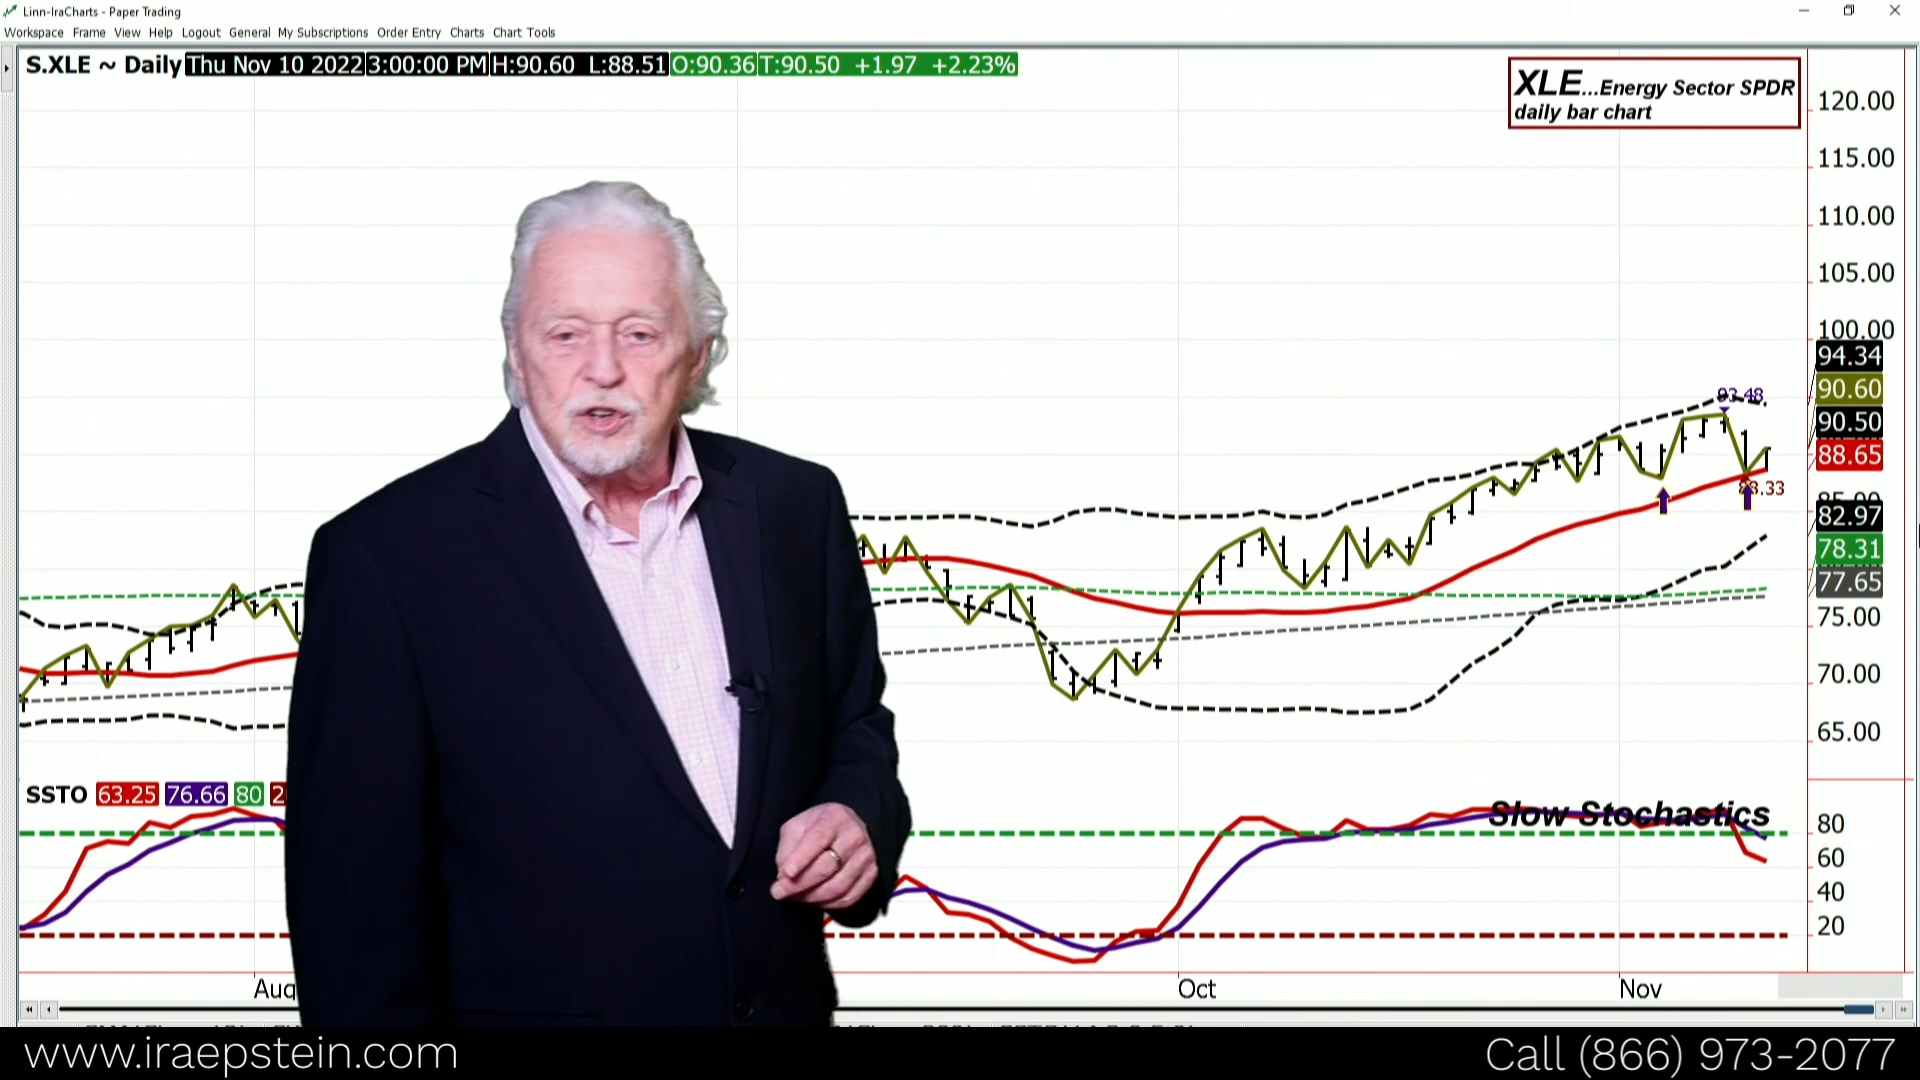 Linn-IraCharts - Paper Trading
Workspace Frame View Help Logout General My Subscriptions Order Entry Charts Chart Tools
S.XLE ~ Daily Thu Nov 10 2022 3:00:00 PM H:90.60 L:88.51 O:90.36 T:90.50 +1.97 +2.23%
XLE...Energy Sector SPDR
daily bar chart
120.00
115.00
110.00
105.00
100.00
94.34
93.48
90.60
90.50
88.65
85.00
82.97
78.31
77.65
75.00
70.00
65.00
SSTO 63.25 76.66 80
Slow Stochastics
80
60
40
20
Aug Oct Nov
www.iraepstein.com
Call (866) 973-2077